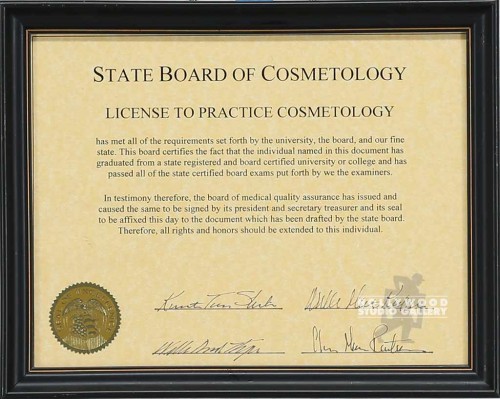 STATE BOARD OF COSMETOLOGY
LICENSE TO PRACTICE COSMETOLOGY
has met all of the requirements set forth by the university, the board, and our fine
state. This board certifies the fact that the individual named in this document has
graduated from a state registered and board certified university or college and has
passed all of the state certified board exams put forth by we the examiners.
In testimony therefore, the board of medical quality assurance has issued and
caused the same to be signed by its president and secretary treasurer and its seal
to be affixed this day to the document which has been drafted by the state board.
Therefore, all rights and honors should be extended to this individual.
HOLLYWOOD
STUDIO GALLERY